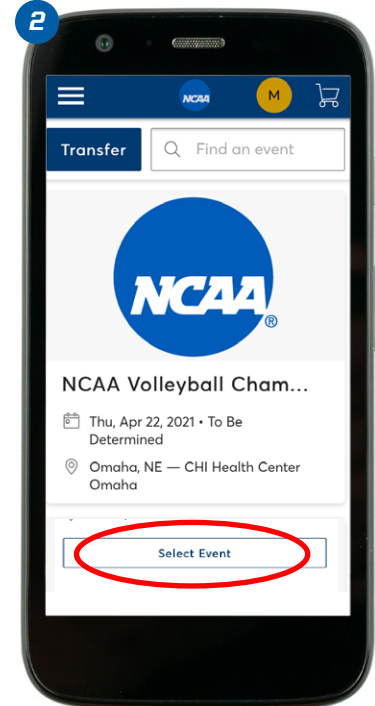 2
NCAA
M
Transfer
Find an event
NCAA®
NCAA Volleyball Cham...
Thu, Apr 22, 2021 • To Be
Determined
Omaha, NE — CHI Health Center
Omaha
Select Event